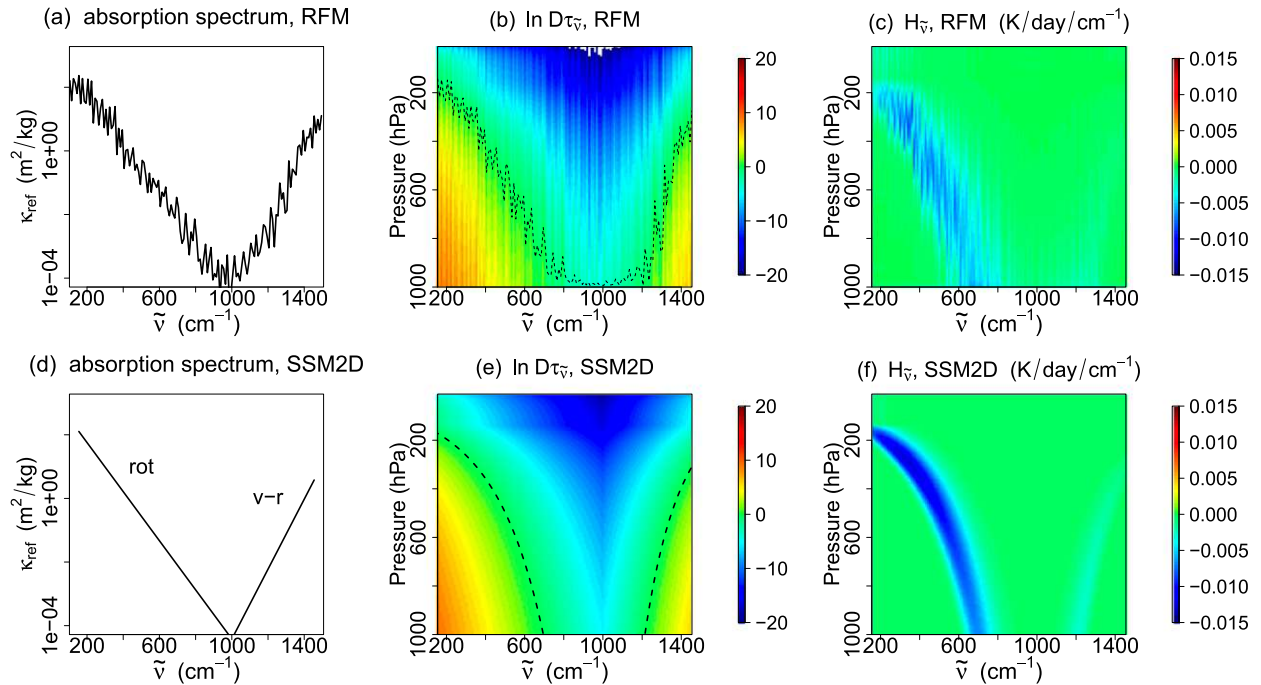 (a) absorption spectrum, RFM
(b) ln Dτ_ν̃, RFM
(c) H_ν̃, RFM (K/day/cm⁻¹)
κ_ref (m²/kg)
1e+00
1e−04
200 600 1000 1400
ν̃ (cm⁻¹)
Pressure (hPa)
200
600
1000
200 600 1000 1400
ν̃ (cm⁻¹)
20
10
0
−10
−20
Pressure (hPa)
200
600
1000
200 600 1000 1400
ν̃ (cm⁻¹)
0.015
0.010
0.005
0.000
−0.005
−0.010
−0.015
(d) absorption spectrum, SSM2D
(e) ln Dτ_ν̃, SSM2D
(f) H_ν̃, SSM2D (K/day/cm⁻¹)
κ_ref (m²/kg)
1e+00
1e−04
rot
v−r
200 600 1000 1400
ν̃ (cm⁻¹)
Pressure (hPa)
200
600
1000
200 600 1000 1400
ν̃ (cm⁻¹)
20
10
0
−10
−20
Pressure (hPa)
200
600
1000
200 600 1000 1400
ν̃ (cm⁻¹)
0.015
0.010
0.005
0.000
−0.005
−0.010
−0.015